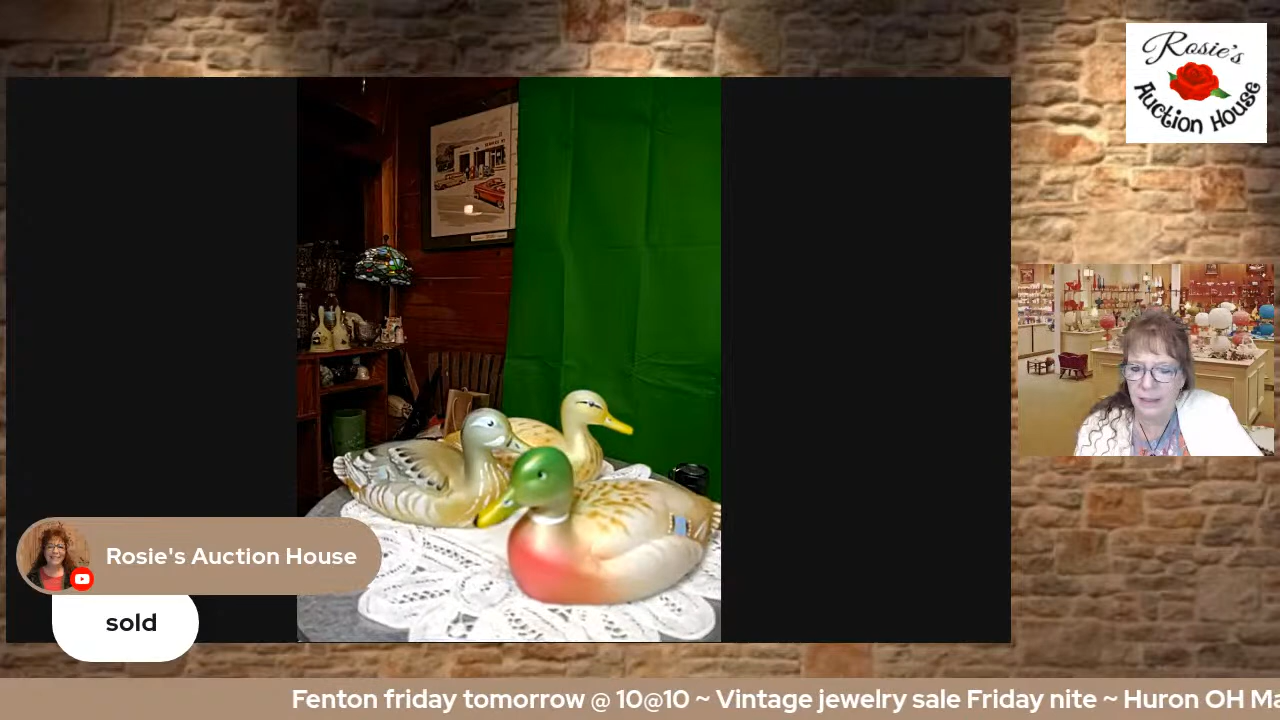 Rosie's
Auction House
Rosie's Auction House
sold
Fenton friday tomorrow @ 10@10 ~ Vintage jewelry sale Friday nite ~ Huron OH Ma